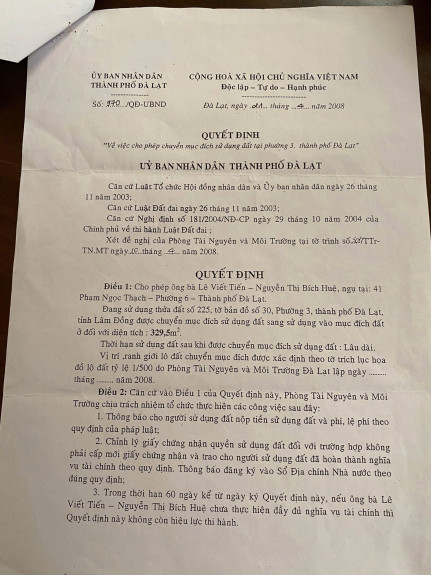 ỦY BAN NHÂN DÂN
THÀNH PHỐ ĐÀ LẠT
Số: /QĐ-UBND
CỘNG HOÀ XÃ HỘI CHỦ NGHĨA VIỆT NAM
Độc lập – Tự do – Hạnh phúc
Đà Lạt, ngày tháng năm 2008
QUYẾT ĐỊNH
"Về việc cho phép chuyển mục đích sử dụng đất tại phường 3, thành phố Đà Lạt"
UỶ BAN NHÂN DÂN THÀNH PHỐ ĐÀ LẠT
Căn cứ Luật Tổ chức Hội đồng nhân dân và Ủy ban nhân dân ngày 26 tháng
11 năm 2003;
Căn cứ Luật Đất đai ngày 26 tháng 11 năm 2003;
Căn cứ Nghị định số 181/2004/NĐ-CP ngày 29 tháng 10 năm 2004 của
Chính phủ về thi hành Luật Đất đai ;
Xét đề nghị của Phòng Tài Nguyên và Môi Trường tại tờ trình số /TTr-
TN.MT ngày tháng năm 2008.
QUYẾT ĐỊNH
Điều 1: Cho phép ông bà Lê Viết Tiến – Nguyễn Thị Bích Huệ, ngụ tại: 41
Phạm Ngọc Thạch – Phường 6 – Thành phố Đà Lạt.
Đang sử dụng thửa đất số 225, tờ bản đồ số 30, Phường 3, thành phố Đà Lạt,
tỉnh Lâm Đồng được chuyển mục đích sử dụng đất sang sử dụng vào mục đích đất
ở đối với diện tích : 329,5m².
Thời hạn sử dụng đất sau khi được chuyển mục đích sử dụng đất : Lâu dài.
Vị trí ,ranh giới lô đất chuyển mục đích được xác định theo tờ trích lục họa
đồ lô đất tỷ lệ 1/500 do Phòng Tài Nguyên và Môi Trường Đà Lạt lập ngày ........
tháng ........ năm 2008.
Điều 2: Căn cứ vào Điều 1 của Quyết định này, Phòng Tài Nguyên và Môi
Trường chịu trách nhiệm tổ chức thực hiện các công việc sau đây:
1. Thông báo cho người sử dụng đất nộp tiền sử dụng đất và phí, lệ phí theo
quy định của pháp luật;
2. Chỉnh lý giấy chứng nhận quyền sử dụng đất đối với trường hợp không
phải cấp mới giấy chứng nhận và trao cho người sử dụng đất đã hoàn thành nghĩa
vụ tài chính theo quy định. Thông báo đăng ký vào Sổ Địa chính Nhà nước theo
đúng quy định;
3. Trong thời hạn 60 ngày kể từ ngày ký Quyết định này, nếu ông bà Lê
Viết Tiến – Nguyễn Thị Bích Huệ chưa thực hiện đầy đủ nghĩa vụ tài chính thì
Quyết định này không còn hiệu lực thi hành.